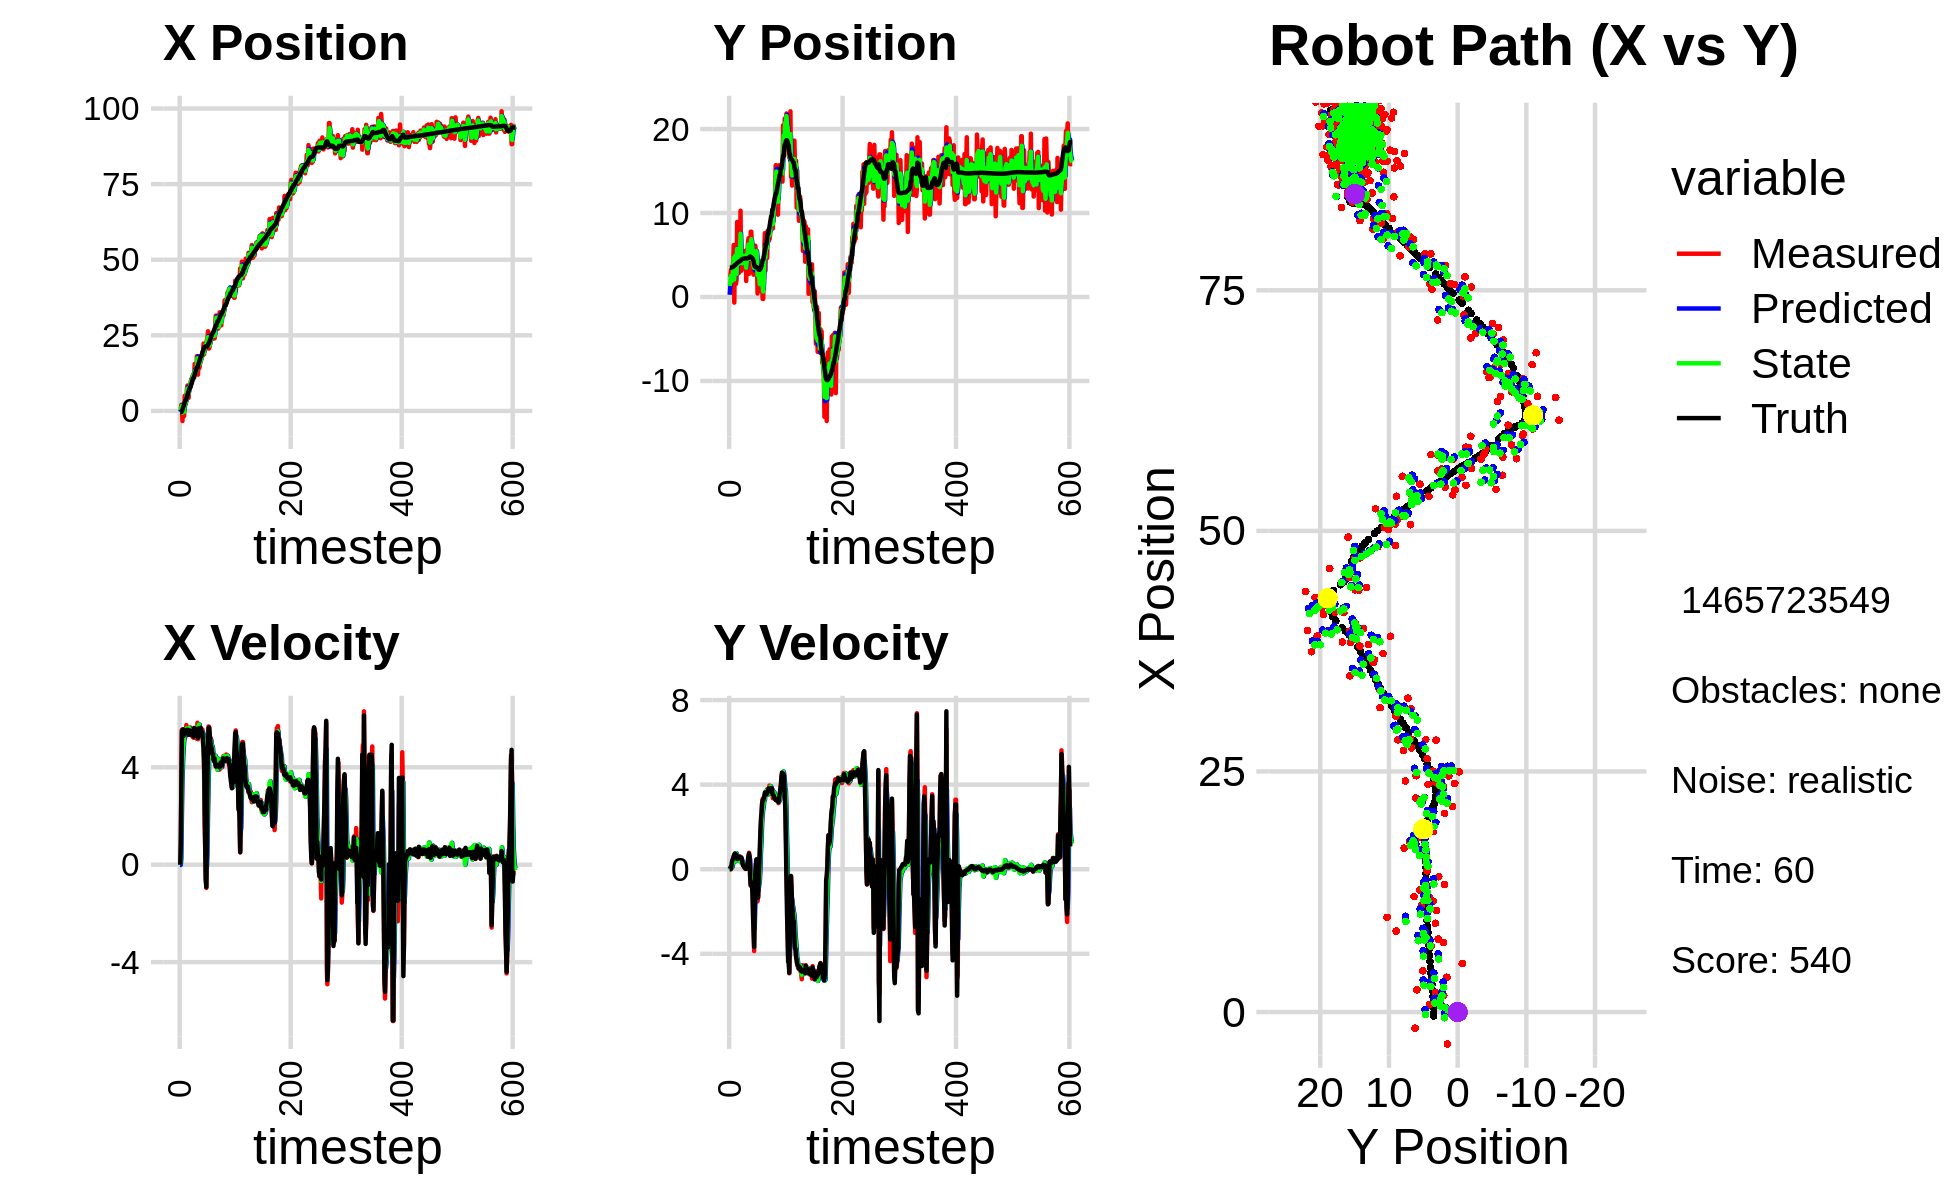 X Position
100
75
50
25
0
0
200
400
600
timestep
Y Position
20
10
0
-10
0
200
400
600
timestep
X Velocity
4
0
-4
0
200
400
600
timestep
Y Velocity
8
4
0
-4
0
200
400
600
timestep
Robot Path (X vs Y)
X Position
75
50
25
0
20 10 0 -10 -20
Y Position
variable
Measured
Predicted
State
Truth
1465723549
Obstacles: none
Noise: realistic
Time: 60
Score: 540